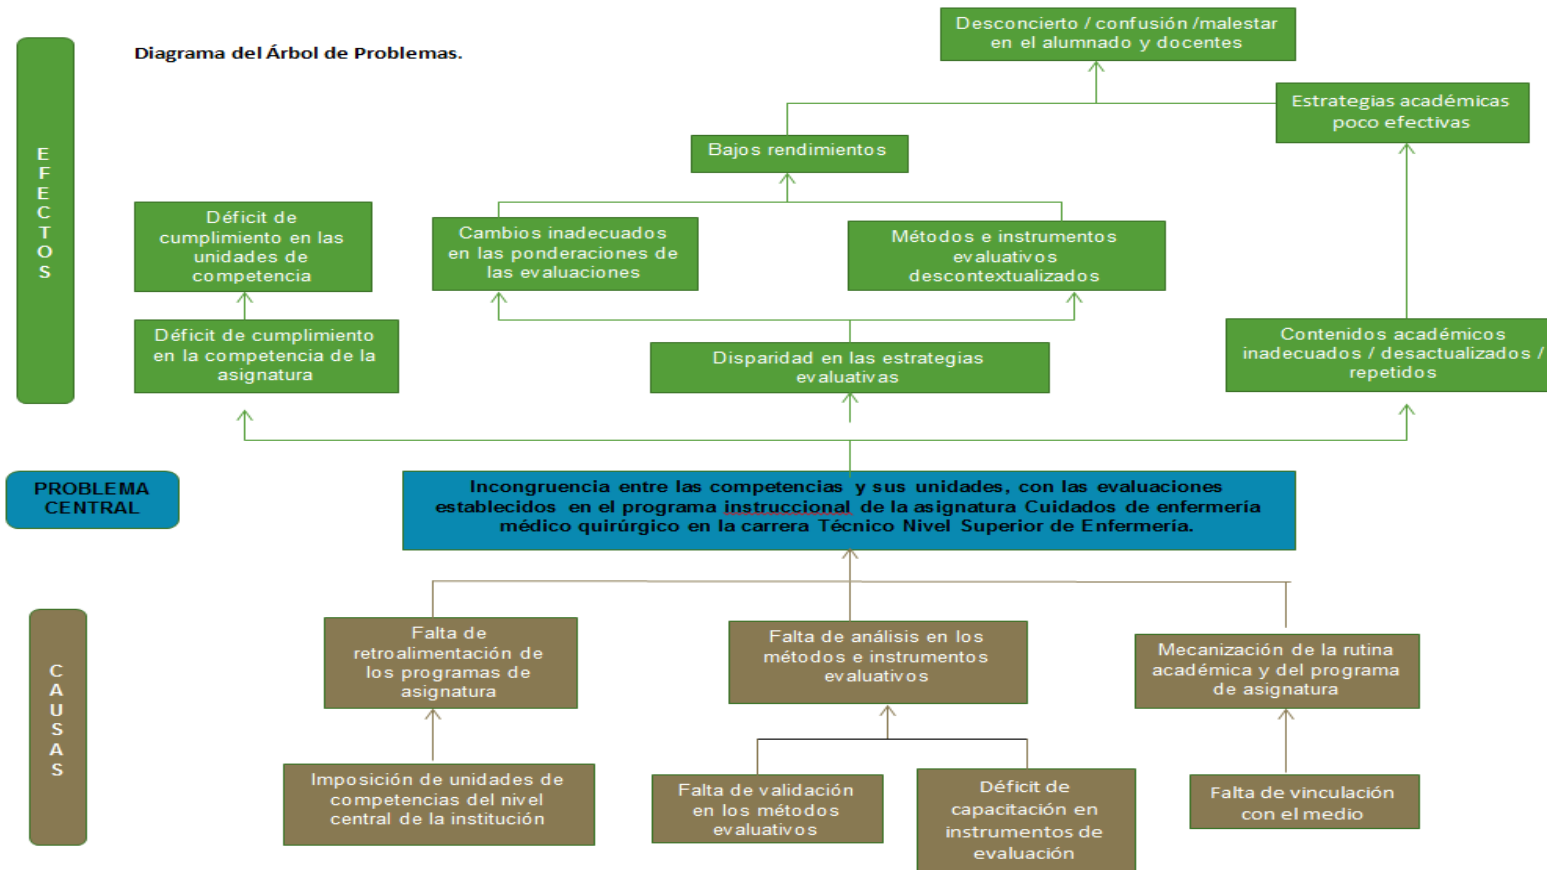 Desconcierto / confusión /malestar
en el alumnado y docentes
Diagrama del Árbol de Problemas.
Estrategias académicas
poco efectivas
Bajos rendimientos
E
F
E
C
T
O
S
Déficit de
cumplimiento en las
unidades de
competencia
Cambios inadecuados
en las ponderaciones de
las evaluaciones
Métodos e instrumentos
evaluativos
descontextualizados
Déficit de cumplimiento
en la competencia de la
asignatura
Disparidad en las estrategias
evaluativas
Contenidos académicos
inadecuados / desactualizados /
repetidos
PROBLEMA
CENTRAL
Incongruencia entre las competencias y sus unidades, con las evaluaciones
establecidos en el programa instruccional de la asignatura Cuidados de enfermería
médico quirúrgico en la carrera Técnico Nivel Superior de Enfermería.
C
A
U
S
A
S
Falta de
retroalimentación de
los programas de
asignatura
Falta de análisis en los
métodos e instrumentos
evaluativos
Mecanización de la rutina
académica y del programa
de asignatura
Imposición de unidades de
competencias del nivel
central de la institución
Falta de validación
en los métodos
evaluativos
Déficit de
capacitación en
instrumentos de
evaluación
Falta de vinculación
con el medio